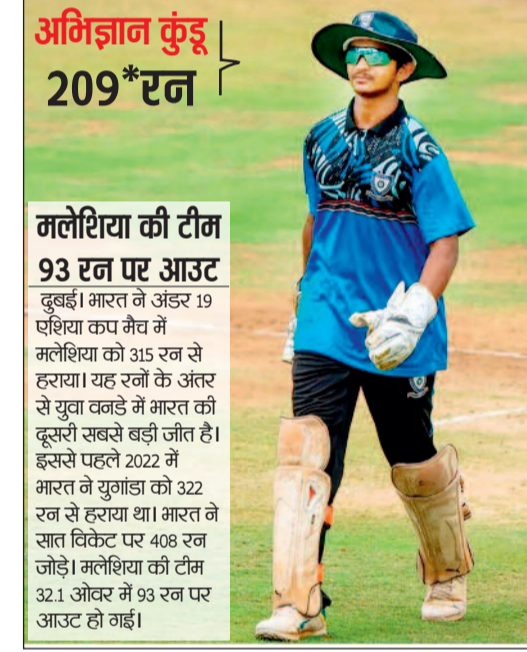 अभिज्ञान कुंडू
209*रन
मलेशिया की टीम
93 रन पर आउट
दुबई। भारत ने अंडर 19
एशिया कप मैच में
मलेशिया को 315 रन से
हराया। यह रनों के अंतर
से युवा वनडे में भारत की
दूसरी सबसे बड़ी जीत है।
इससे पहले 2022 में
भारत ने युगांडा को 322
रन से हराया था। भारत ने
सात विकेट पर 408 रन
जोड़े। मलेशिया की टीम
32.1 ओवर में 93 रन पर
आउट हो गई।